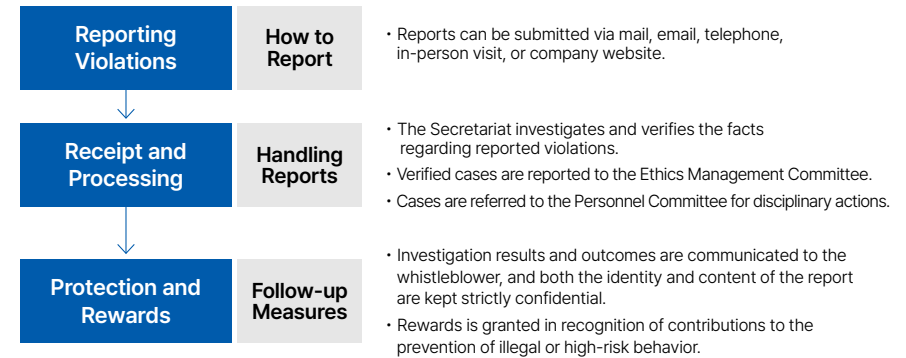 Reporting
Violations
How to
Report
· Reports can be submitted via mail, email, telephone,
in-person visit, or company website.
Receipt and
Processing
Handling
Reports
· The Secretariat investigates and verifies the facts
regarding reported violations.
· Verified cases are reported to the Ethics Management Committee.
· Cases are referred to the Personnel Committee for disciplinary actions.
Protection and
Rewards
Follow-up
Measures
· Investigation results and outcomes are communicated to the
whistleblower, and both the identity and content of the report
are kept strictly confidential.
· Rewards is granted in recognition of contributions to the
prevention of illegal or high-risk behavior.